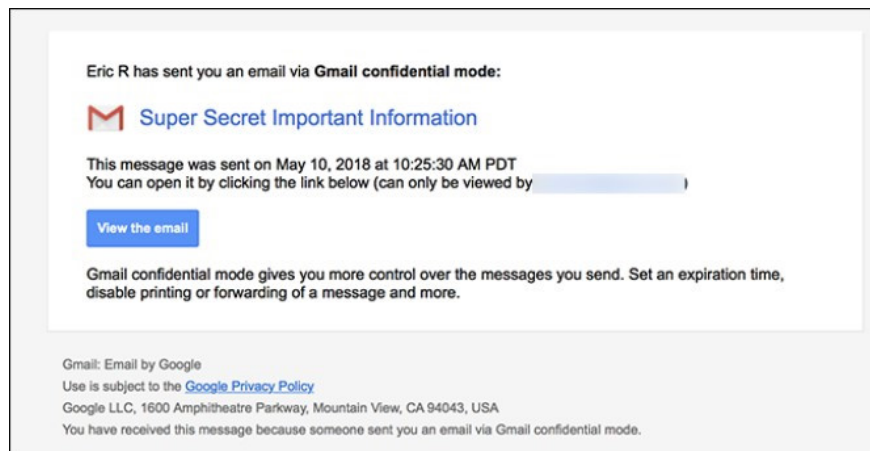 Eric R has sent you an email via Gmail confidential mode:
Super Secret Important Information
This message was sent on May 10, 2018 at 10:25:30 AM PDT
You can open it by clicking the link below (can only be viewed by )
View the email
Gmail confidential mode gives you more control over the messages you send. Set an expiration time,
disable printing or forwarding of a message and more.
Gmail: Email by Google
Use is subject to the Google Privacy Policy
Google LLC, 1600 Amphitheatre Parkway, Mountain View, CA 94043, USA
You have received this message because someone sent you an email via Gmail confidential mode.